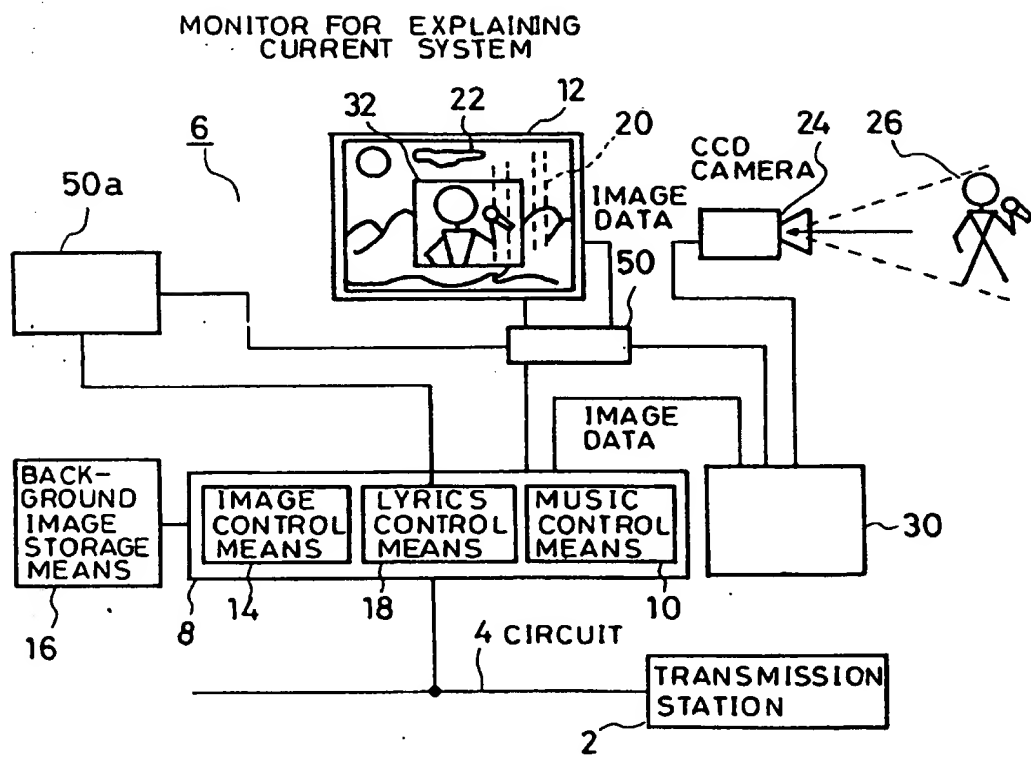 MONITOR FOR EXPLAINING
CURRENT SYSTEM
6
32
22
12
20
24
26
CCD
CAMERA
50a
IMAGE
DATA
50
IMAGE
DATA
BACK-
GROUND
IMAGE
STORAGE
MEANS
IMAGE
CONTROL
MEANS
LYRICS
CONTROL
MEANS
MUSIC
CONTROL
MEANS
30
16
8
14
18
10
4 CIRCUIT
TRANSMISSION
STATION
2